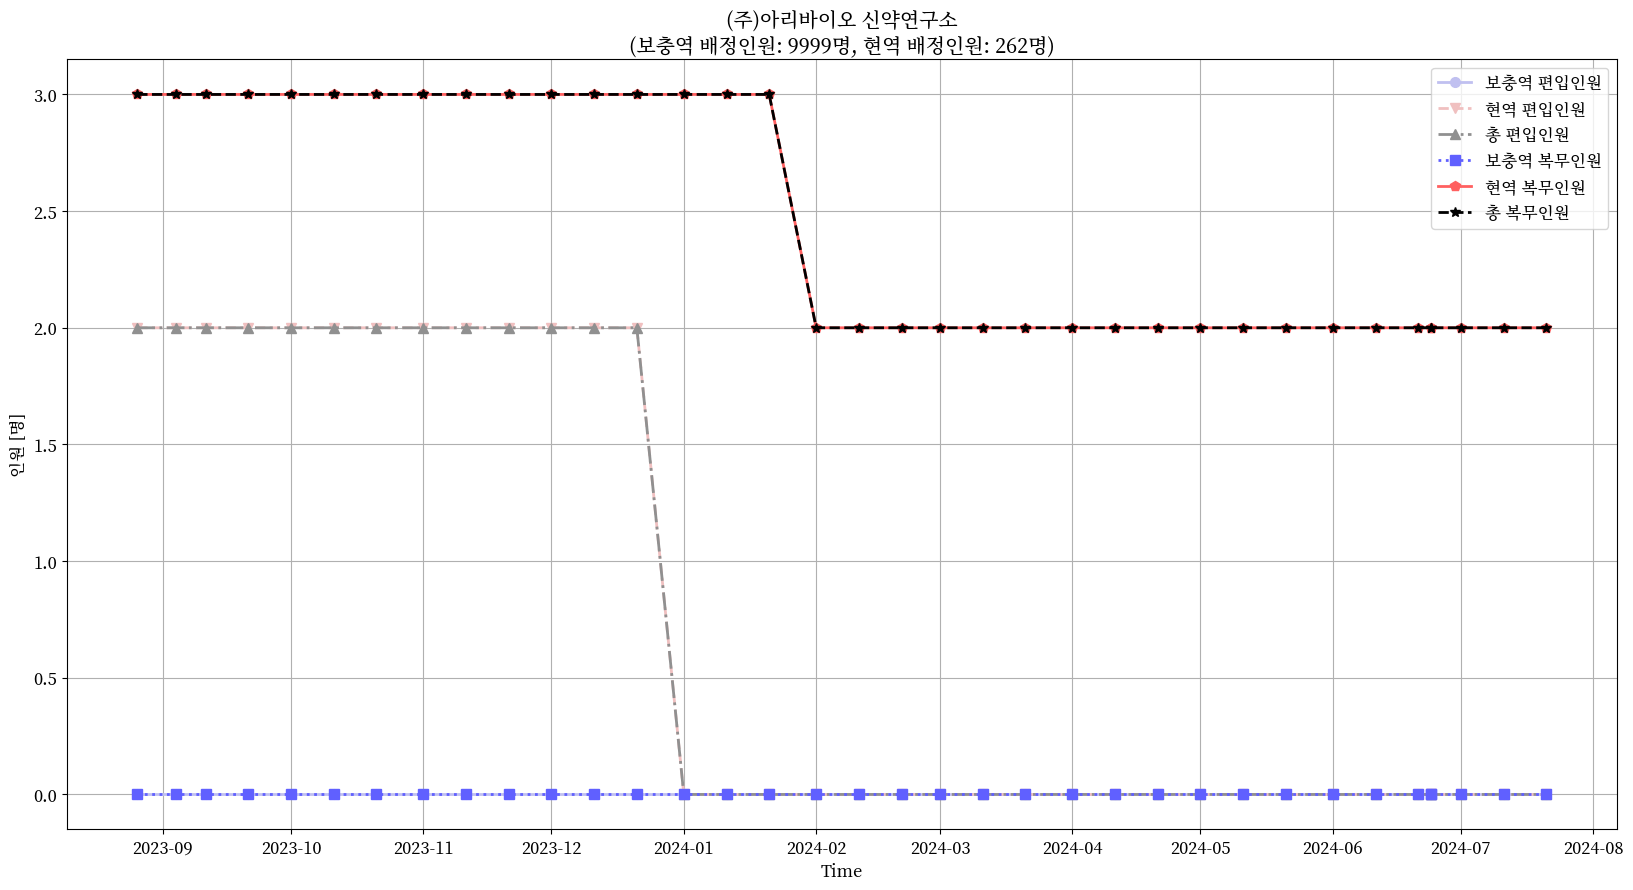 (주)아리바이오 신약연구소
(보충역 배정인원: 9999명, 현역 배정인원: 262명)
보충역 편입인원
현역 편입인원
총 편입인원
보충역 복무인원
현역 복무인원
총 복무인원
3.0
2.5
2.0
1.5
1.0
0.5
0.0
인원 [명]
2023-09 2023-10 2023-11 2023-12 2024-01 2024-02 2024-03 2024-04 2024-05 2024-06 2024-07 2024-08
Time